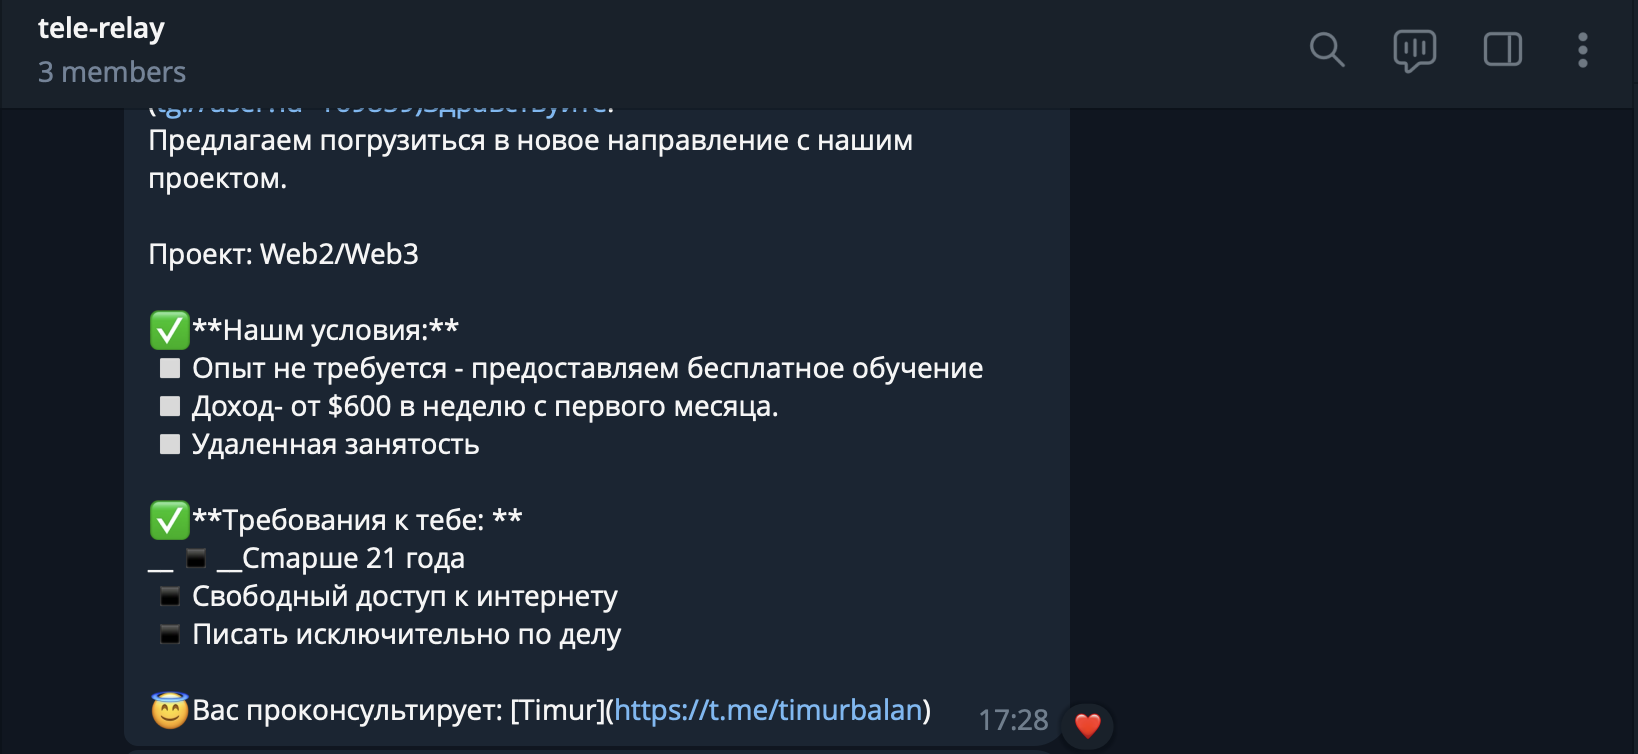 tele-relay
3 members
Предлагаем погрузиться в новое направление с нашим
проектом.
Проект: Web2/Web3
✅**Нашм условия:**
◻️ Опыт не требуется - предоставляем бесплатное обучение
◻️ Доход- от $600 в неделю с первого месяца.
◻️ Удаленная занятость
✅**Требования к тебе: **
__ ◾ __Стaрше 21 года
◾ Свободный доступ к интернету
◾ Писать исключительно по делу
😇Вас проконсультирует: [Timur](https://t.me/timurbalan)
17:28